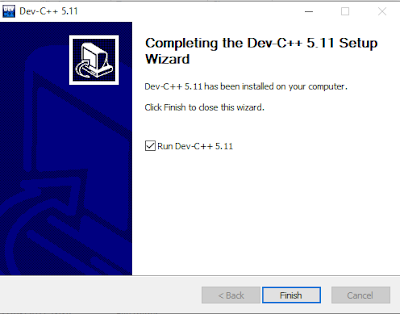 Dev-C++ 5.11
Completing the Dev-C++ 5.11 Setup
Wizard
Dev-C++ 5.11 has been installed on your computer.
Click Finish to close this wizard.
Run Dev-C++ 5.11
< Back
Finish
Cancel